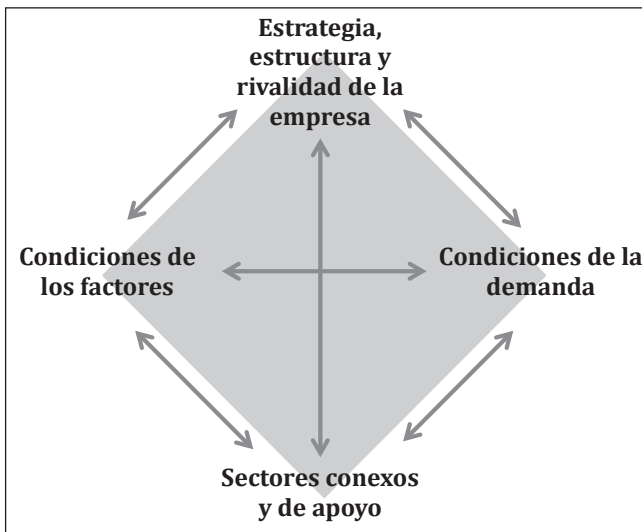 Estrategia,
estructura y
rivalidad de la
empresa
Condiciones de
los factores
Condiciones de la
demanda
Sectores conexos
y de apoyo